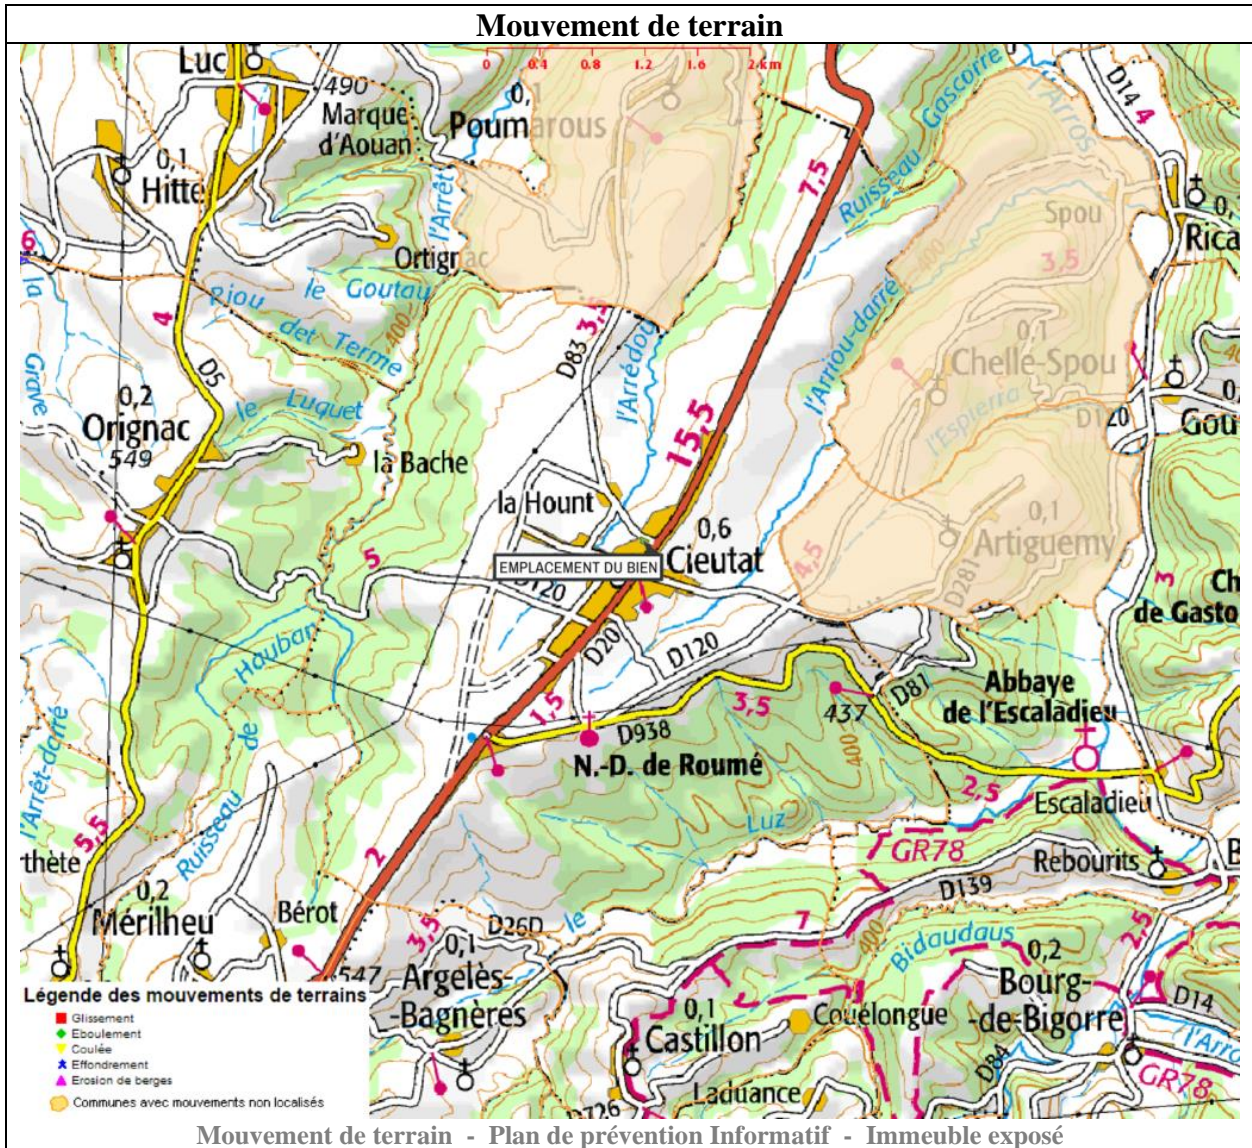 Mouvement de terrain
0 0.4 0.8 1.2 1.6 2 km
Luc
490
Marque
d'Aouan
0,1
Poumarous
7,5
Ruisseau Gascorre
l'Arros
D14
4
0,1
Hitte
l'Arrêt
Spou
3,5
Rica
6
la Grave
Ortignac
le Goutau
Piou det Terme
400
4
D5
3,5
D83
l'Arrédou
l'Arriou-darré
400
0,1
Chelle-Spou
l'Espierra
D120
Gou
0,2
Orignac
549
le Luquet
la Bache
15,5
la Hount
0,6
Cieutat
EMPLACEMENT DU BIEN
0,1
Artiguemy
4,5
D281
3
Ch
de Gasto
5
D120
D20
D120
Hauban
Ruisseau de
1,5
D938
3,5
437
D81
400
Abbaye
de l'Escaladieu
N.-D. de Roumé
2,5
Escaladieu
Luz
le
l'Arrêt-darré
5,5
thète
2
GR78
Rebourits
B
D139
0,2
Mérilheu
Bérot
547
3,5
D26D
7
400
Bidaudaus
0,2
Bourg-
-de-Bigorre
2,5
D14
l'Arro
0,1
Argelès-
-Bagnères
0,1
Castillon
Couélongue
Laduance
D84
GR78
D726
Légende des mouvements de terrains
Glissement
Eboulement
Coulée
Effondrement
Erosion de berges
Communes avec mouvements non localisés
Mouvement de terrain - Plan de prévention Informatif - Immeuble exposé